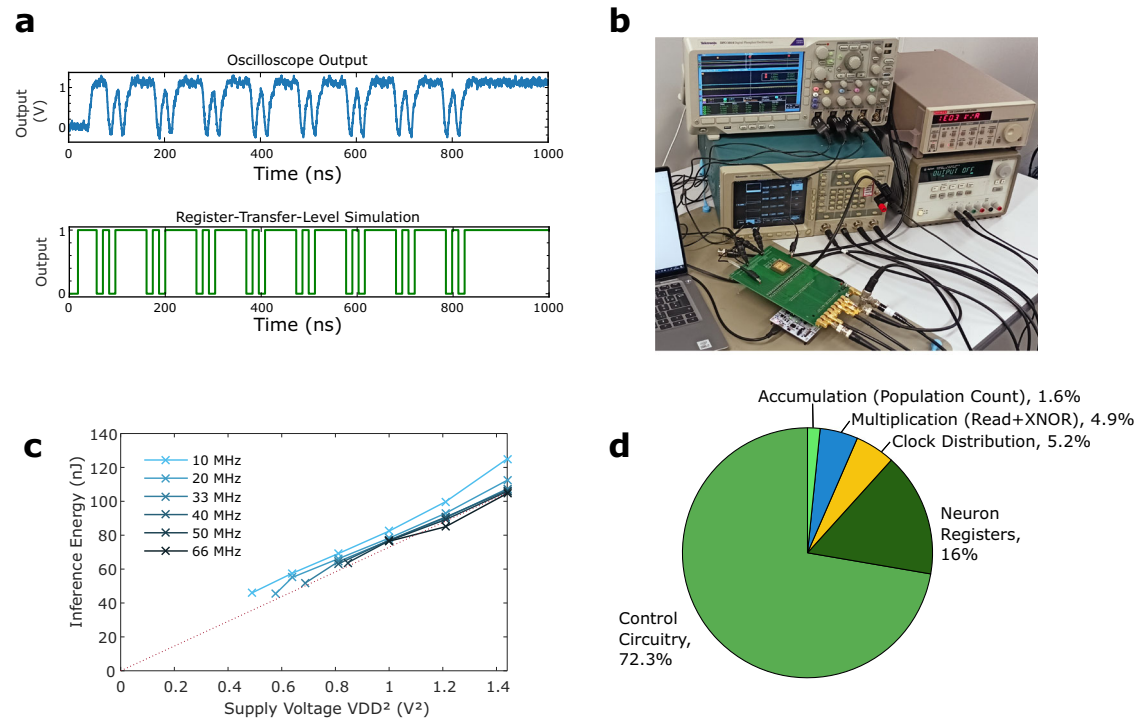 a
Oscilloscope Output
Output
(V)
1
0
0
200
400
600
800
1000
Time (ns)
Register-Transfer-Level Simulation
Output
1
0
0
200
400
600
800
1000
Time (ns)
b
Tektronix
OUTPUT OFF
c
Inference Energy (nJ)
140
120
100
80
60
40
20
0
10 MHz
20 MHz
33 MHz
40 MHz
50 MHz
66 MHz
0
0.2
0.4
0.6
0.8
1
1.2
1.4
Supply Voltage VDD² (V²)
d
Accumulation (Population Count), 1.6%
Multiplication (Read+XNOR), 4.9%
Clock Distribution, 5.2%
Neuron
Registers,
16%
Control
Circuitry,
72.3%